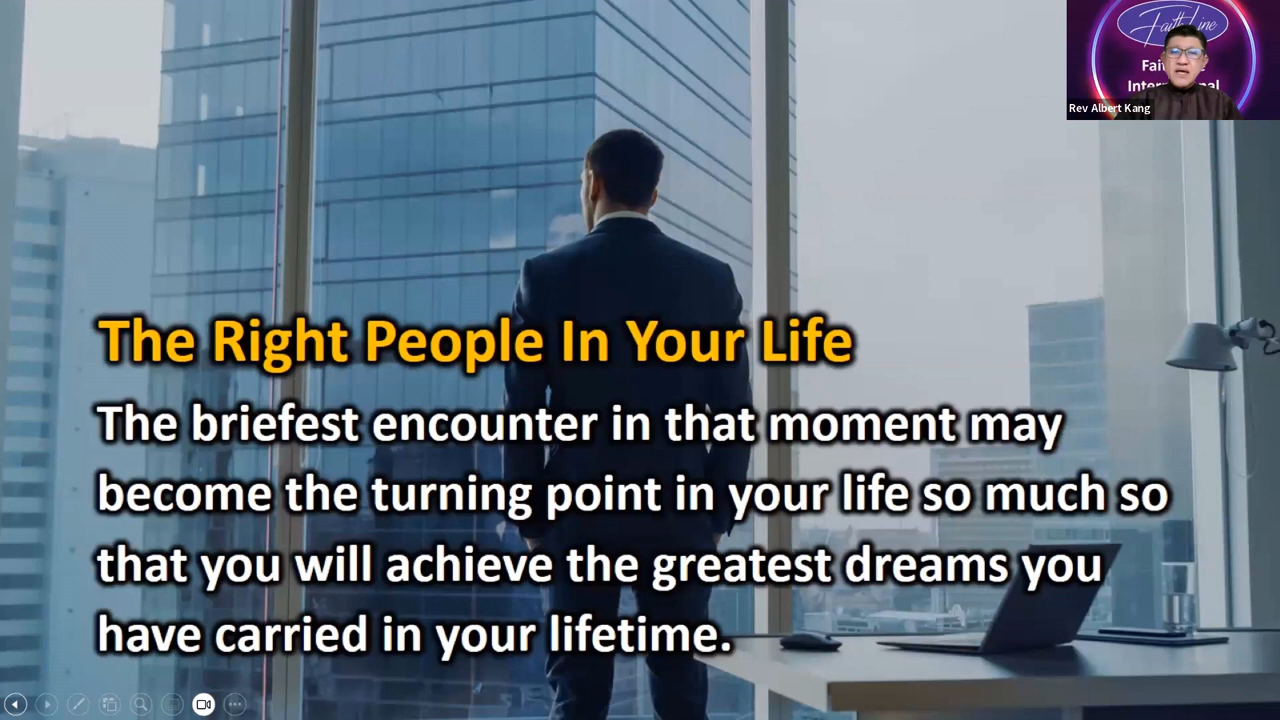 Faith Line
Rev Albert Kang
The Right People In Your Life
The briefest encounter in that moment may
become the turning point in your life so much so
that you will achieve the greatest dreams you
have carried in your lifetime.